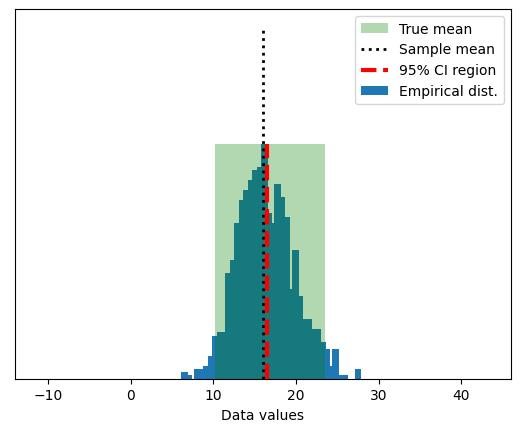 True mean
Sample mean
95% CI region
Empirical dist.
−10 0 10 20 30 40
Data values